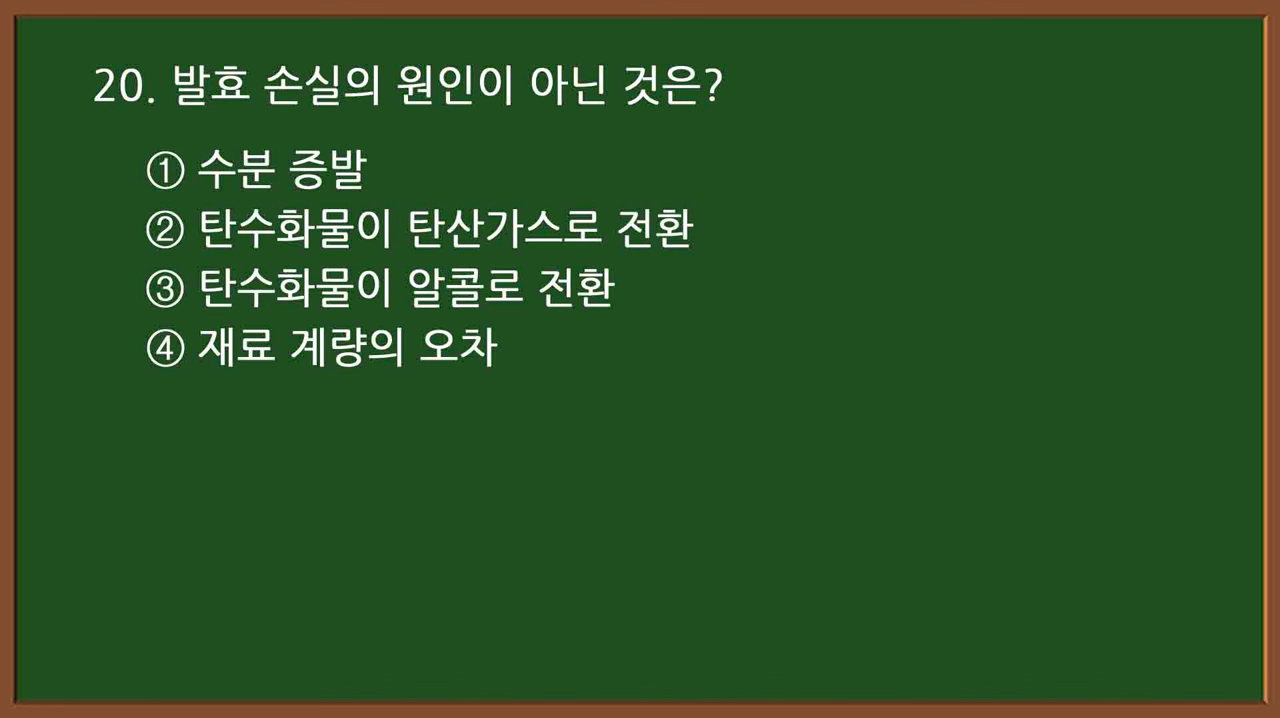 20. 발효 손실의 원인이 아닌 것은?
① 수분 증발
② 탄수화물이 탄산가스로 전환
③ 탄수화물이 알콜로 전환
④ 재료 계량의 오차